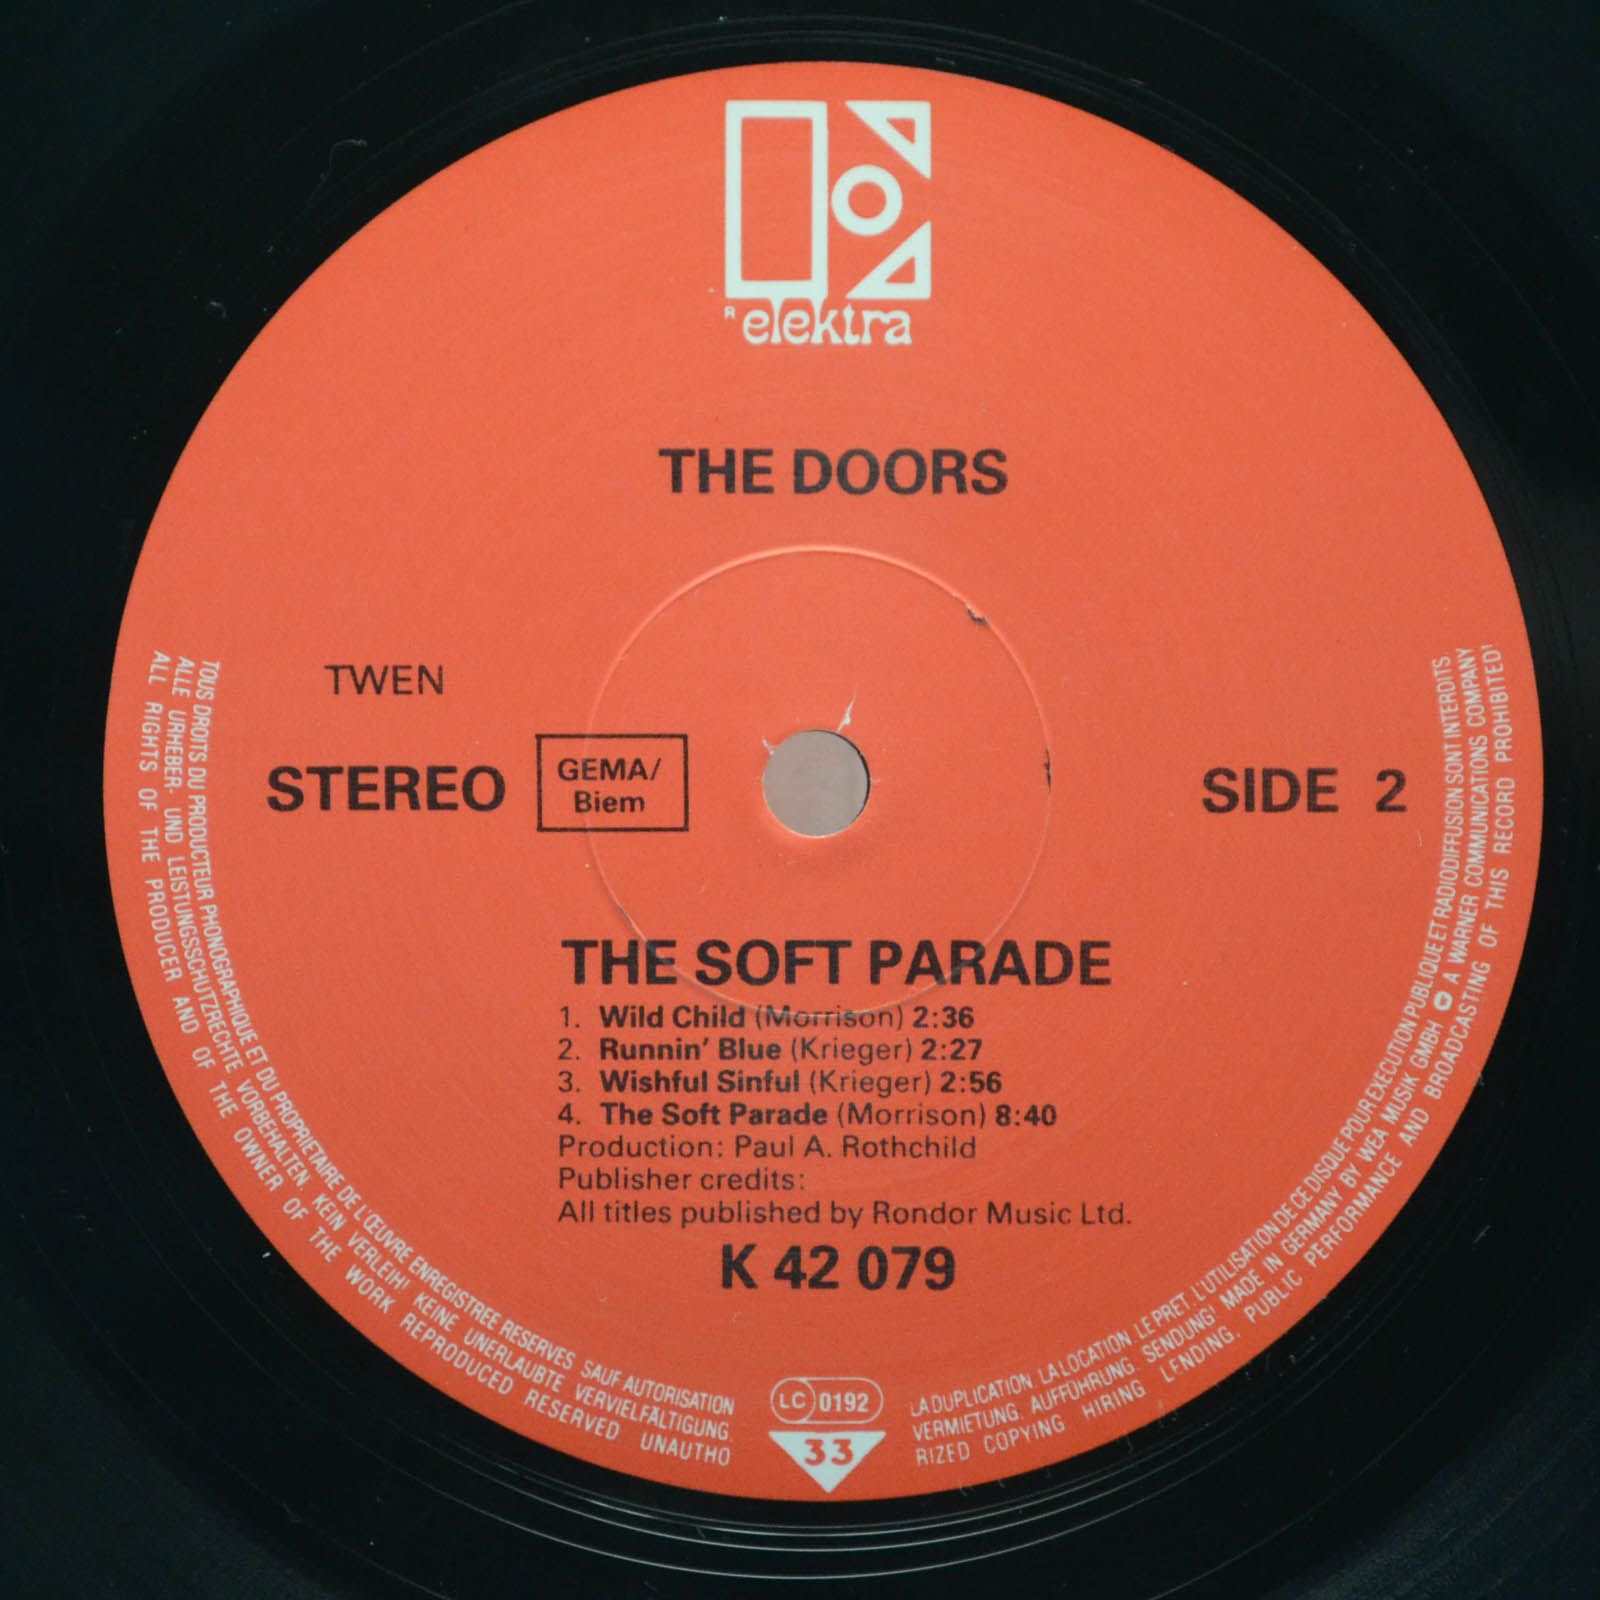 R elektra
THE DOORS
TWEN
STEREO
GEMA/
Biem
SIDE 2
THE SOFT PARADE
1. Wild Child (Morrison) 2:36
2. Runnin' Blue (Krieger) 2:27
3. Wishful Sinful (Krieger) 2:56
4. The Soft Parade (Morrison) 8:40
Production: Paul A. Rothchild
Publisher credits:
All titles published by Rondor Music Ltd.
K 42 079
LC 0192
33
TOUS DROITS DU PRODUCTEUR PHONOGRAPHIQUE ET DU PROPRIETAIRE DE L'ŒUVRE ENREGISTREE RESERVES SAUF AUTORISATION LA DUPLICATION LA LOCATION LE PRET, L'UTILISATION DE CE DISQUE POUR EXECUTION PUBLIQUE ET RADIODIFFUSION SONT INTERDITS.
ALLE URHEBER- UND LEISTUNGSSCHUTZRECHTE VORBEHALTEN KEIN VERLEIH! KEINE UNERLAUBTE VERVIELFÄLTIGUNG, VERMIETUNG, AUFFÜHRUNG, SENDUNG! MADE IN GERMANY BY WEA MUSIK GMBH A WARNER COMMUNICATIONS COMPANY
ALL RIGHTS OF THE PRODUCER AND OF THE OWNER OF THE WORK REPRODUCED RESERVED UNAUTHORIZED COPYING HIRING LENDING, PUBLIC PERFORMANCE AND BROADCASTING OF THIS RECORD PROHIBITED!